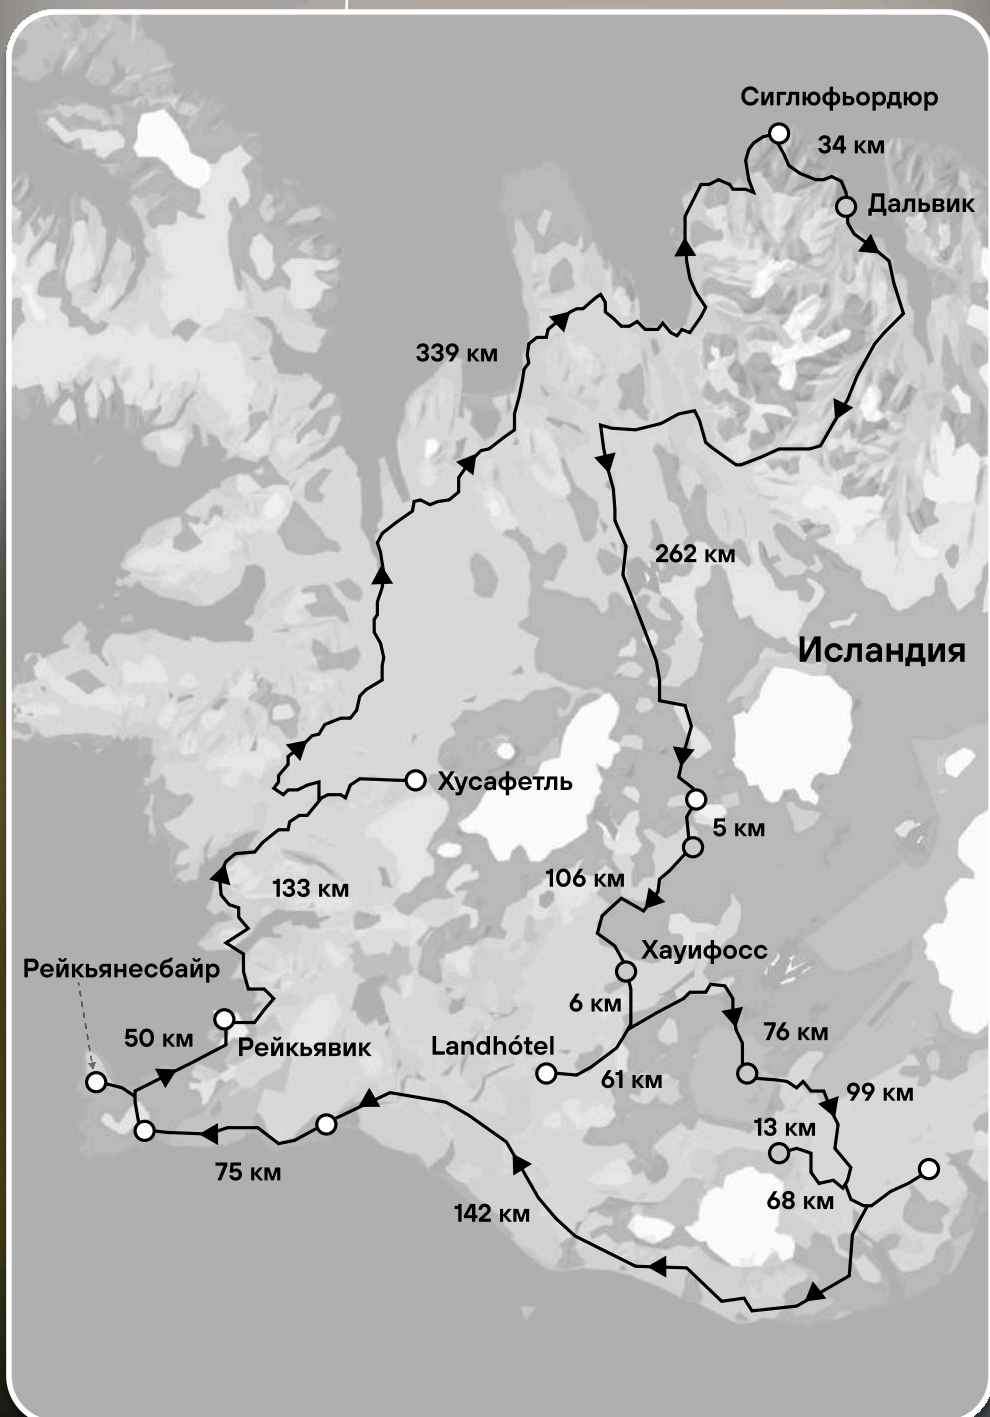 Сиглюфьордюр
34 км
Дальвик
339 км
262 км
Исландия
Хусафетль
5 км
106 км
133 км
Хауифосс
Рейкьянесбайр
6 км
50 км
Рейкьявик
Landhótel
76 км
61 км
99 км
13 км
75 км
68 км
142 км